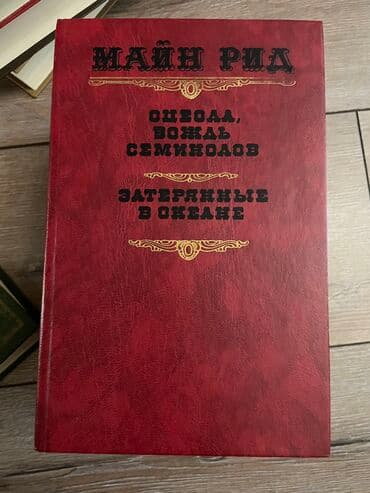 МАЙН РИД
ОЦЕОЛА,
ВОЖДЬ
СЕМИНОЛОВ
ЗАТЕРЯННЫЕ
В ОКЕАНЕ